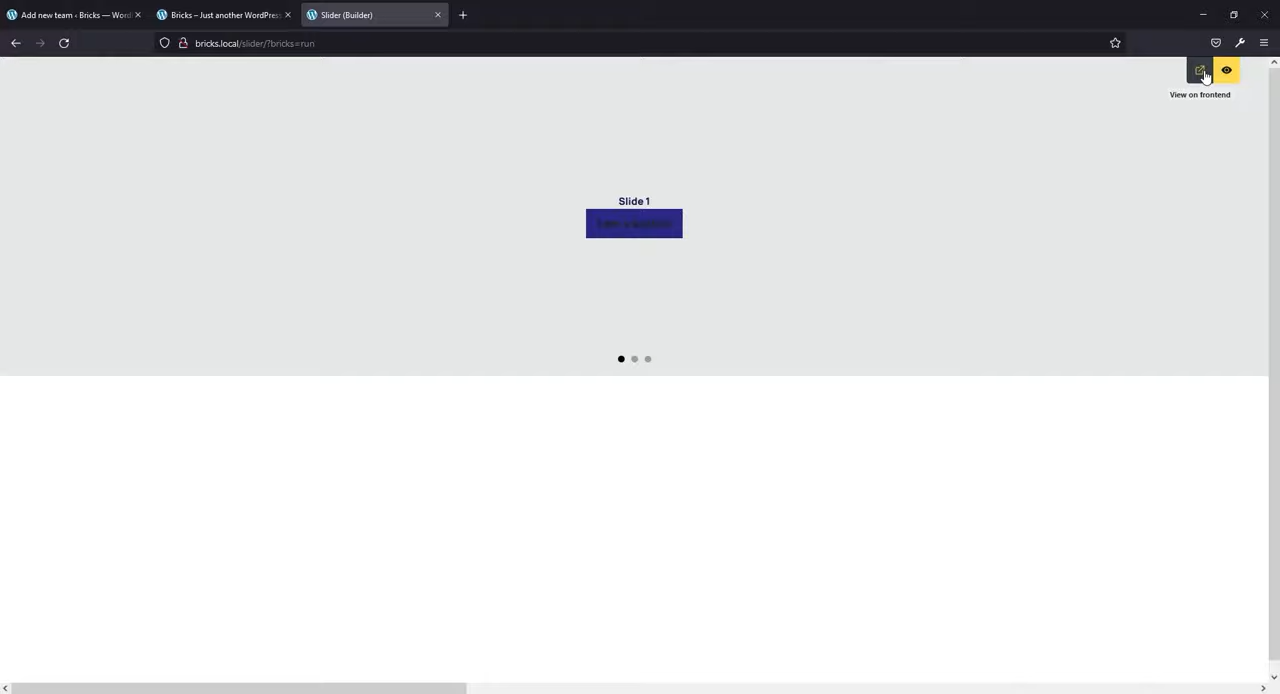 Add new team ‹ Bricks — Word
Bricks – Just another WordPress
Slider (Builder)
bricks.local/slider/?bricks=run
View on frontend
Slide 1